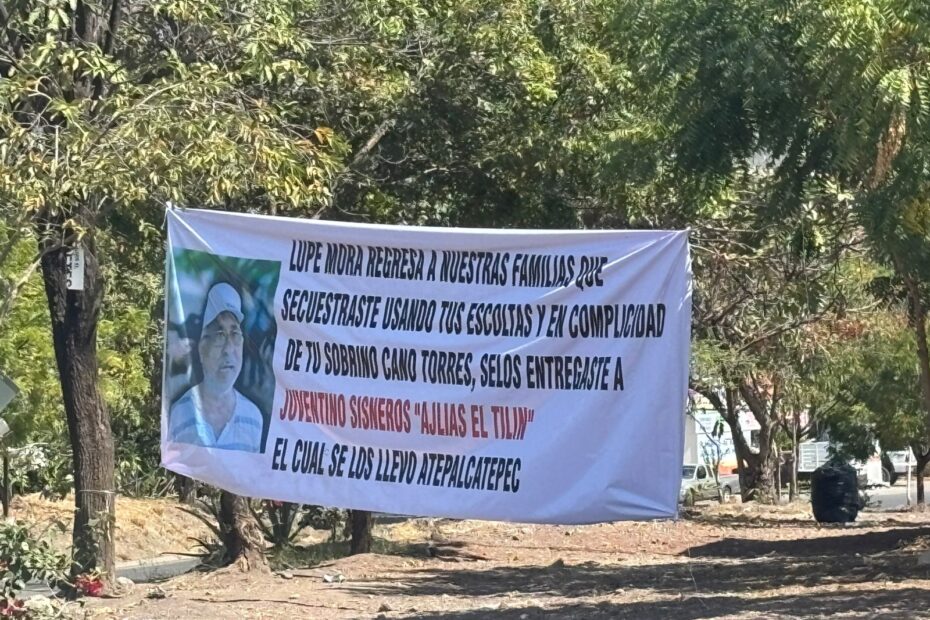 LUPE MORA REGRESA A NUESTRAS FAMILIAS QUE
SECUESTRASTE USANDO TUS ESCOLTAS Y EN COMPLICIDAD
DE TU SOBRINO CANO TORRES, SELOS ENTREGASTE A
JUVENTINO SISNEROS "AJLIAS EL TILIN"
EL CUAL SE LOS LLEVO ATEPALCATEPEC